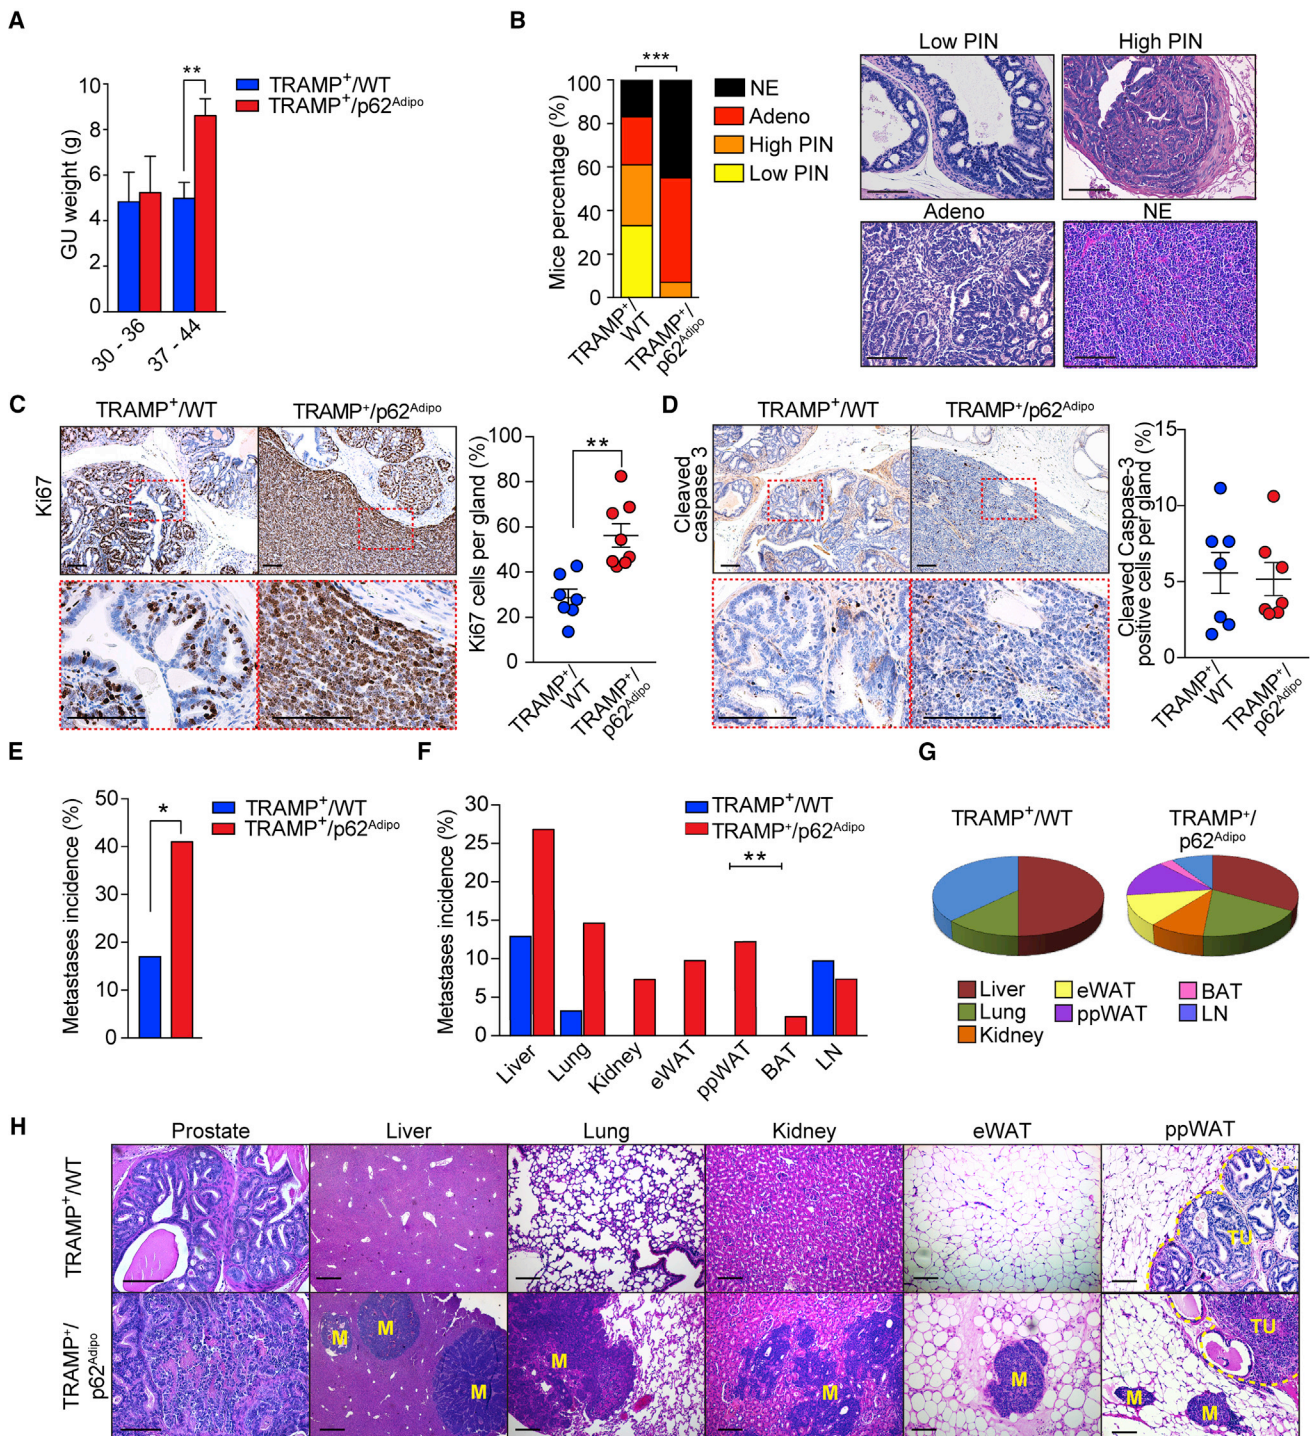 A
GU weight (g)
10
8
6
4
2
0
**
TRAMP+/WT
TRAMP+/p62Adipo
30 - 36
37 - 44
B
Mice percentage (%)
100
80
60
40
20
0
***
NE
Adeno
High PIN
Low PIN
TRAMP+/
WT
TRAMP+/
p62Adipo
Low PIN
High PIN
Adeno
NE
C
TRAMP+/WT
TRAMP+/p62Adipo
Ki67
Ki67 cells per gland (%)
100
80
60
40
20
0
**
TRAMP+/
WT
TRAMP+/
p62Adipo
D
TRAMP+/WT
TRAMP+/p62Adipo
Cleaved
caspase 3
Cleaved Caspase-3
positive cells per gland (%)
15
10
5
0
TRAMP+/
WT
TRAMP+/
p62Adipo
E
Metastases incidence (%)
50
40
30
20
10
0
*
TRAMP+/WT
TRAMP+/p62Adipo
F
Metastases incidence (%)
30
25
20
15
10
5
0
TRAMP+/WT
TRAMP+/p62Adipo
**
Liver
Lung
Kidney
eWAT
ppWAT
BAT
LN
G
TRAMP+/WT
TRAMP+/
p62Adipo
Liver
Lung
Kidney
eWAT
ppWAT
BAT
LN
H
Prostate
Liver
Lung
Kidney
eWAT
ppWAT
TRAMP+/WT
TU
TRAMP+/
p62Adipo
M
M
M
M
M
M
TU
M
M